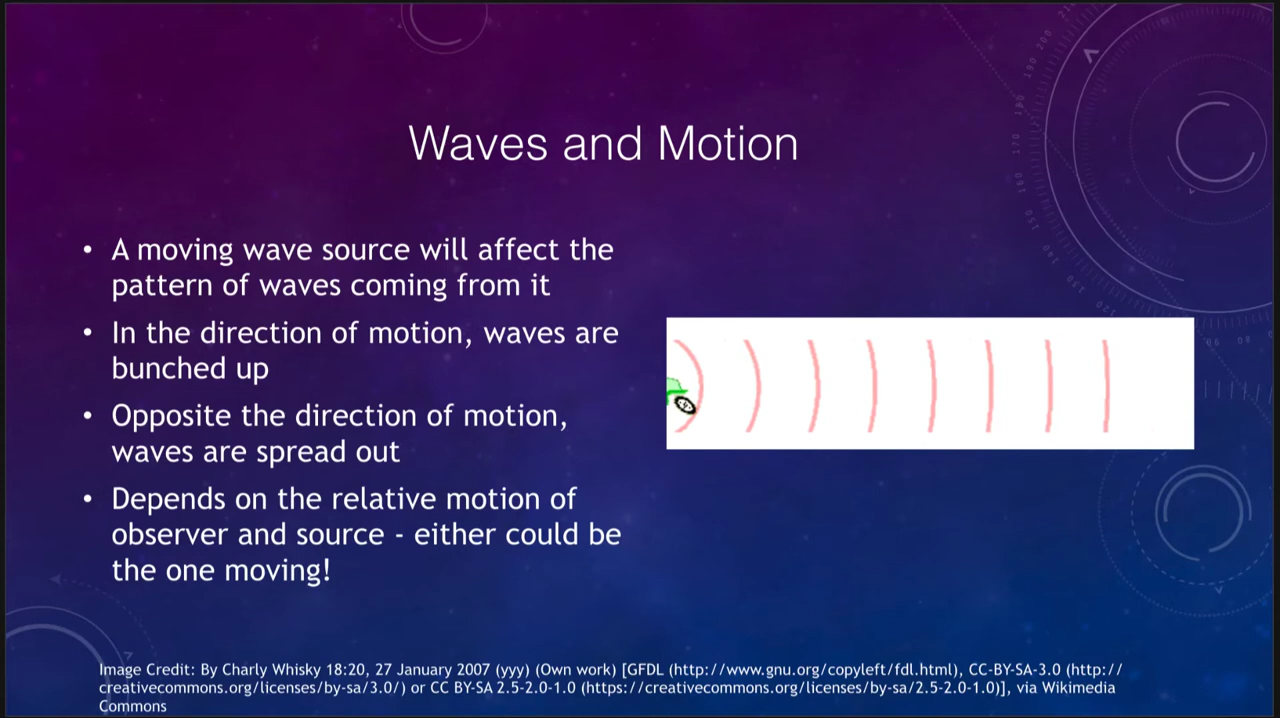 Waves and Motion
• A moving wave source will affect the
pattern of waves coming from it
• In the direction of motion, waves are
bunched up
• Opposite the direction of motion,
waves are spread out
• Depends on the relative motion of
observer and source - either could be
the one moving!
Image Credit: By Charly Whisky 18:20, 27 January 2007 (yyy) (Own work) [GFDL (http://www.gnu.org/copyleft/fdl.html), CC-BY-SA-3.0 (http://
creativecommons.org/licenses/by-sa/3.0/) or CC BY-SA 2.5-2.0-1.0 (https://creativecommons.org/licenses/by-sa/2.5-2.0-1.0)], via Wikimedia
Commons